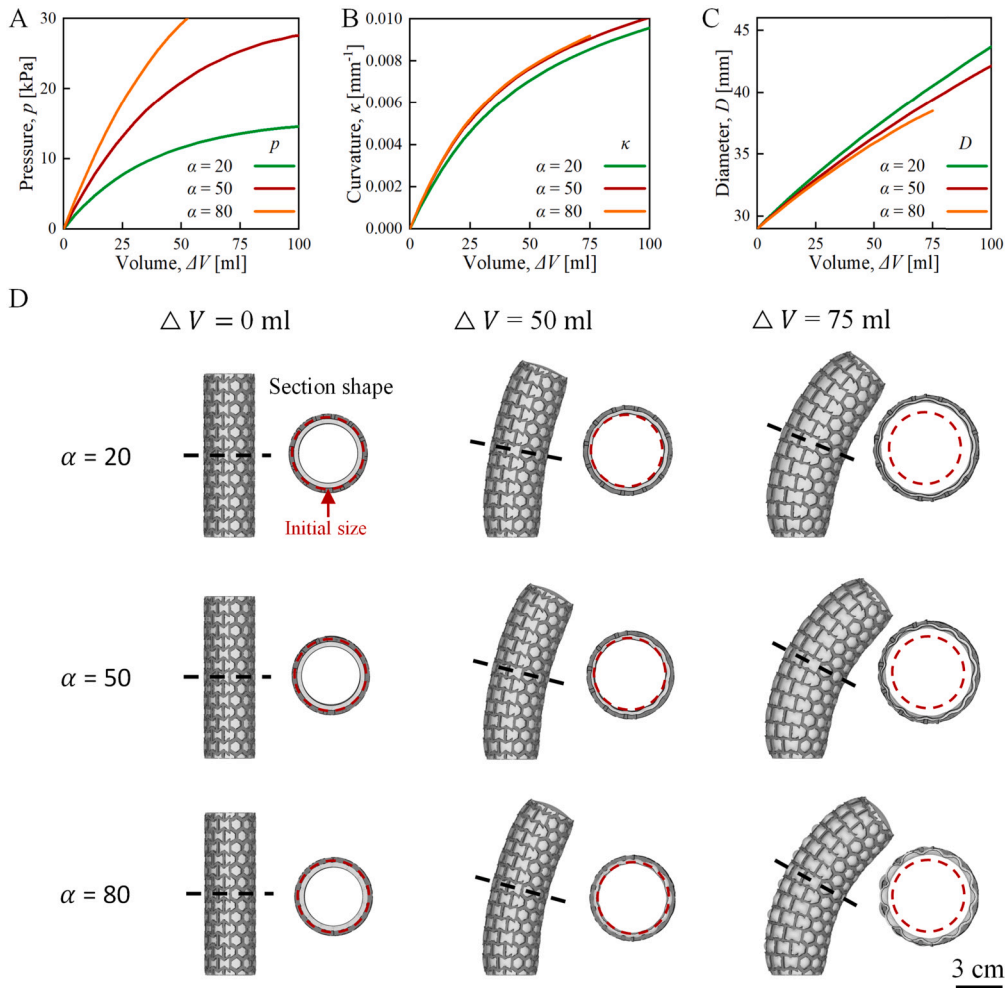 A
Pressure, p [kPa]
30
20
10
0
p
α = 20
α = 50
α = 80
0 25 50 75 100
Volume, ΔV [ml]
B
Curvature, κ [mm⁻¹]
0.010
0.008
0.006
0.004
0.002
0.000
κ
α = 20
α = 50
α = 80
0 25 50 75 100
Volume, ΔV [ml]
C
Diameter, D [mm]
45
40
35
30
D
α = 20
α = 50
α = 80
0 25 50 75 100
Volume, ΔV [ml]
D
△ V = 0 ml △ V = 50 ml △ V = 75 ml
Section shape
α = 20
Initial size
α = 50
α = 80
3 cm